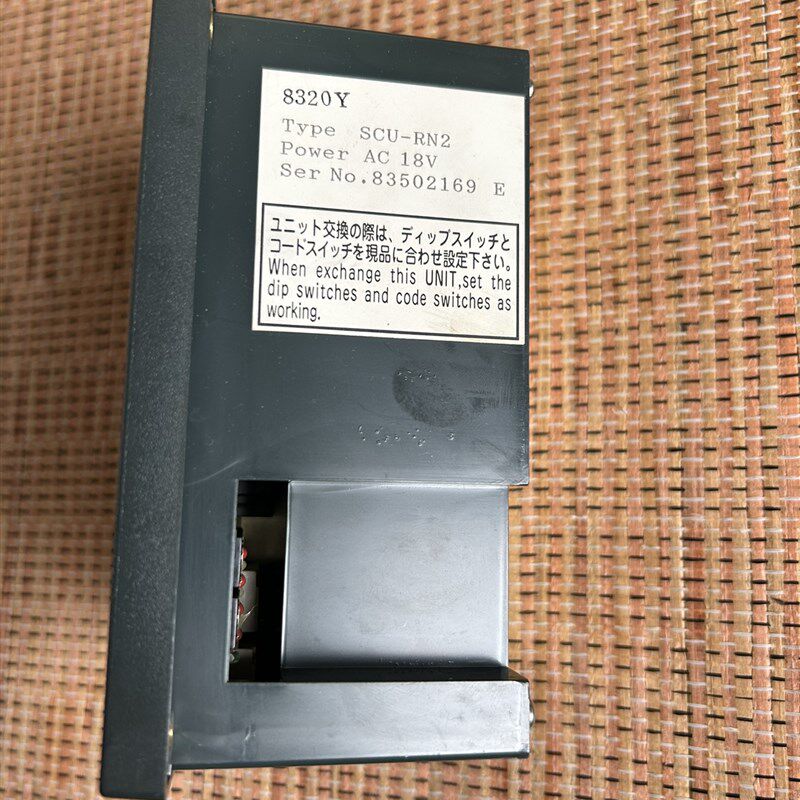 8320Y
Type SCU-RN2
Power AC 18V
Ser No.83502169 E
ユニット交換の際は、ディップスイッチと
コードスイッチを現品に合わせ設定下さい。
When exchange this UNIT,set the
dip switches and code switches as
working.